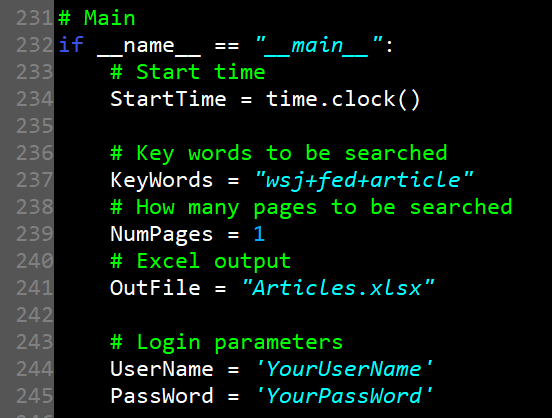 231 # Main
232 if __name__ == "__main__":
233     # Start time
234     StartTime = time.clock()
235
236     # Key words to be searched
237     KeyWords = "wsj+fed+article"
238     # How many pages to be searched
239     NumPages = 1
240     # Excel output
241     OutFile = "Articles.xlsx"
242
243     # Login parameters
244     UserName = 'YourUserName'
245     PassWord = 'YourPassWord'